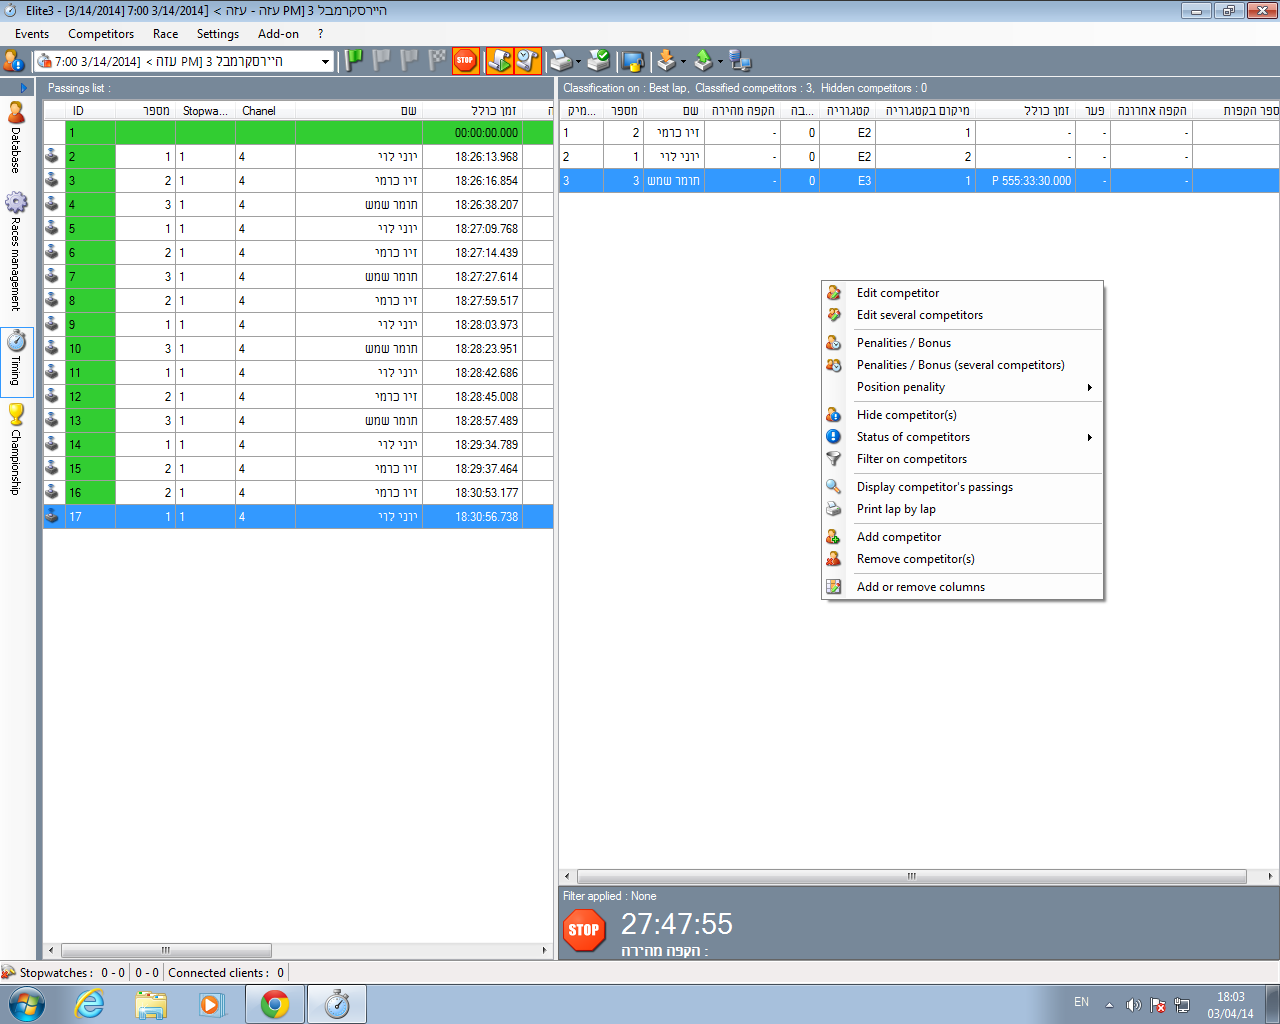 Elite3 - [3/14/2014] 7:00 3/14/2014] < היירסקרמבל 3 [PM עזה - עזה
Events Competitors Race Settings Add-on ?
7:00 3/14/2014] < היירסקרמבל 3 [PM עזה
Passings list :
ID מספר Stopwa... Chanel שם זמן כולל
1 00:00:00.000
2 1 1 4 יוני לוי 18:26:13.968
3 2 1 4 זיו כרמי 18:26:16.854
4 3 1 4 תומר שמש 18:26:38.207
5 1 1 4 יוני לוי 18:27:09.768
6 2 1 4 זיו כרמי 18:27:14.439
7 3 1 4 תומר שמש 18:27:27.614
8 2 1 4 זיו כרמי 18:27:59.517
9 1 1 4 יוני לוי 18:28:03.973
10 3 1 4 תומר שמש 18:28:23.951
11 1 1 4 יוני לוי 18:28:42.686
12 2 1 4 זיו כרמי 18:28:45.008
13 3 1 4 תומר שמש 18:28:57.489
14 1 1 4 יוני לוי 18:29:34.789
15 2 1 4 זיו כרמי 18:29:37.464
16 2 1 4 זיו כרמי 18:30:53.177
17 1 1 4 יוני לוי 18:30:56.738
Database
Races management
Timing
Championship
Classification on : Best lap, Classified competitors : 3, Hidden competitors : 0
מיק... מספר שם הקפה מהירה בה... קטגוריה מיקום בקטגוריה זמן כולל פער הקפה אחרונה ספר הקפות
1 2 זיו כרמי - 0 E2 1 - - -
2 1 יוני לוי - 0 E2 2 - - -
3 3 תומר שמש - 0 E3 1 P 555:33:30.000 - -
Edit competitor
Edit several competitors
Penalities / Bonus
Penalities / Bonus (several competitors)
Position penality
Hide competitor(s)
Status of competitors
Filter on competitors
Display competitor's passings
Print lap by lap
Add competitor
Remove competitor(s)
Add or remove columns
Filter applied : None
STOP 27:47:55
הקפה מהירה :
Stopwatches : 0 - 0 0 - 0 Connected clients : 0
EN 18:03
03/04/14